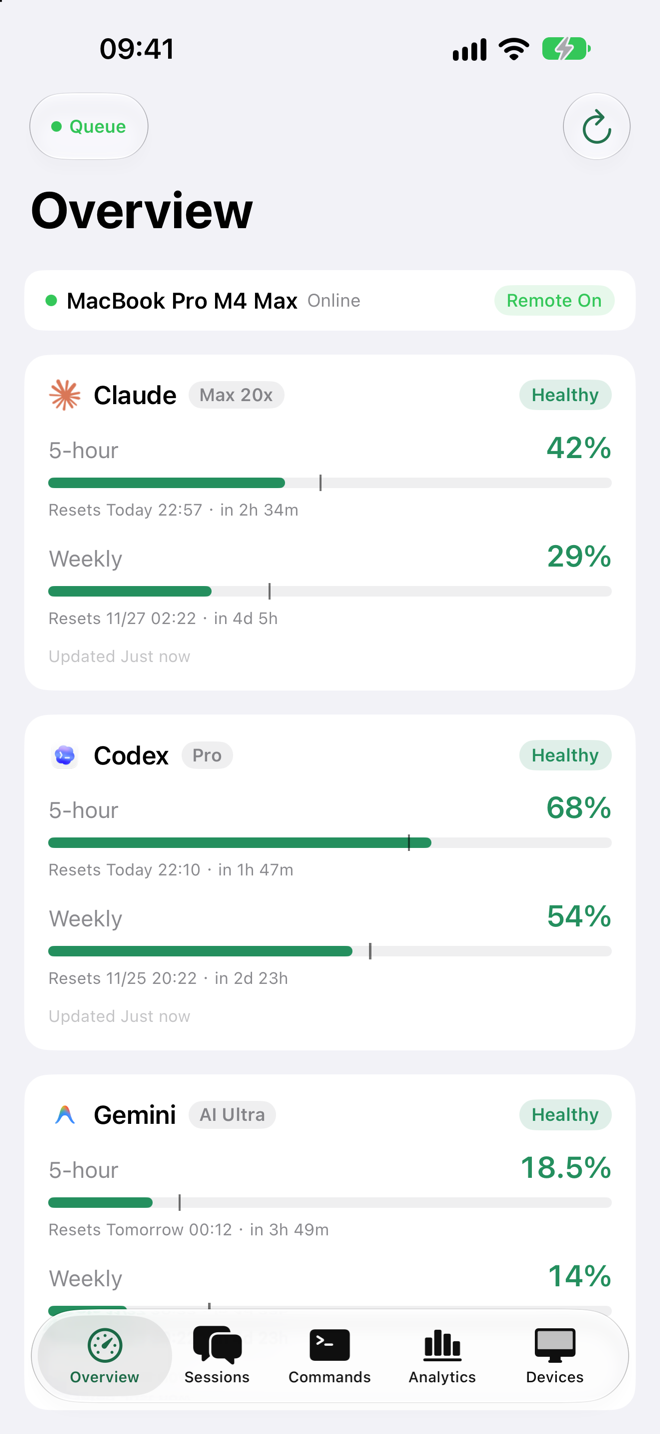 09:41
Queue
Overview
MacBook Pro M4 Max Online Remote On
Claude Max 20x Healthy
5-hour 42%
Resets Today 22:57 · in 2h 34m
Weekly 29%
Resets 11/27 02:22 · in 4d 5h
Updated Just now
Codex Pro Healthy
5-hour 68%
Resets Today 22:10 · in 1h 47m
Weekly 54%
Resets 11/25 20:22 · in 2d 23h
Updated Just now
Gemini AI Ultra Healthy
5-hour 18.5%
Resets Tomorrow 00:12 · in 3h 49m
Weekly 14%
Overview Sessions Commands Analytics Devices